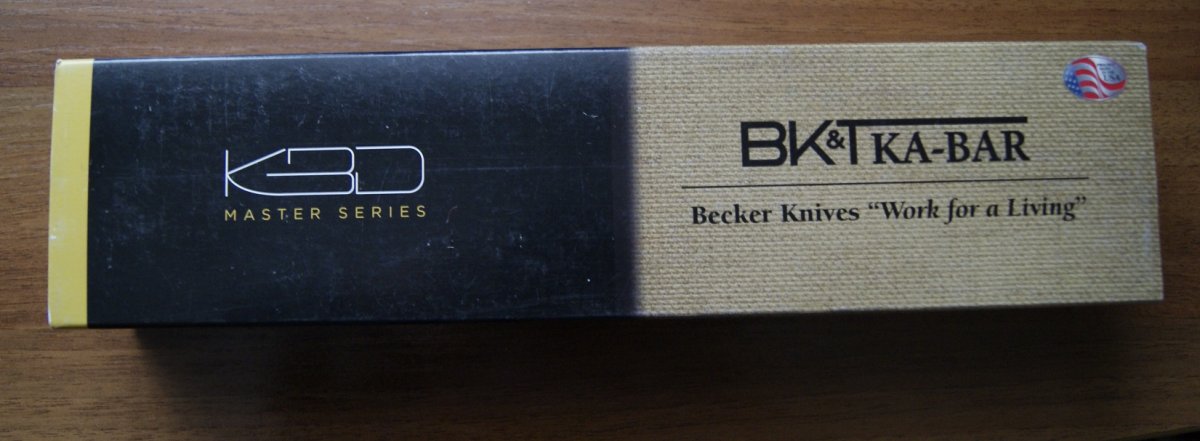 KBD
MASTER SERIES
BK&T KA-BAR
Becker Knives “Work for a Living”